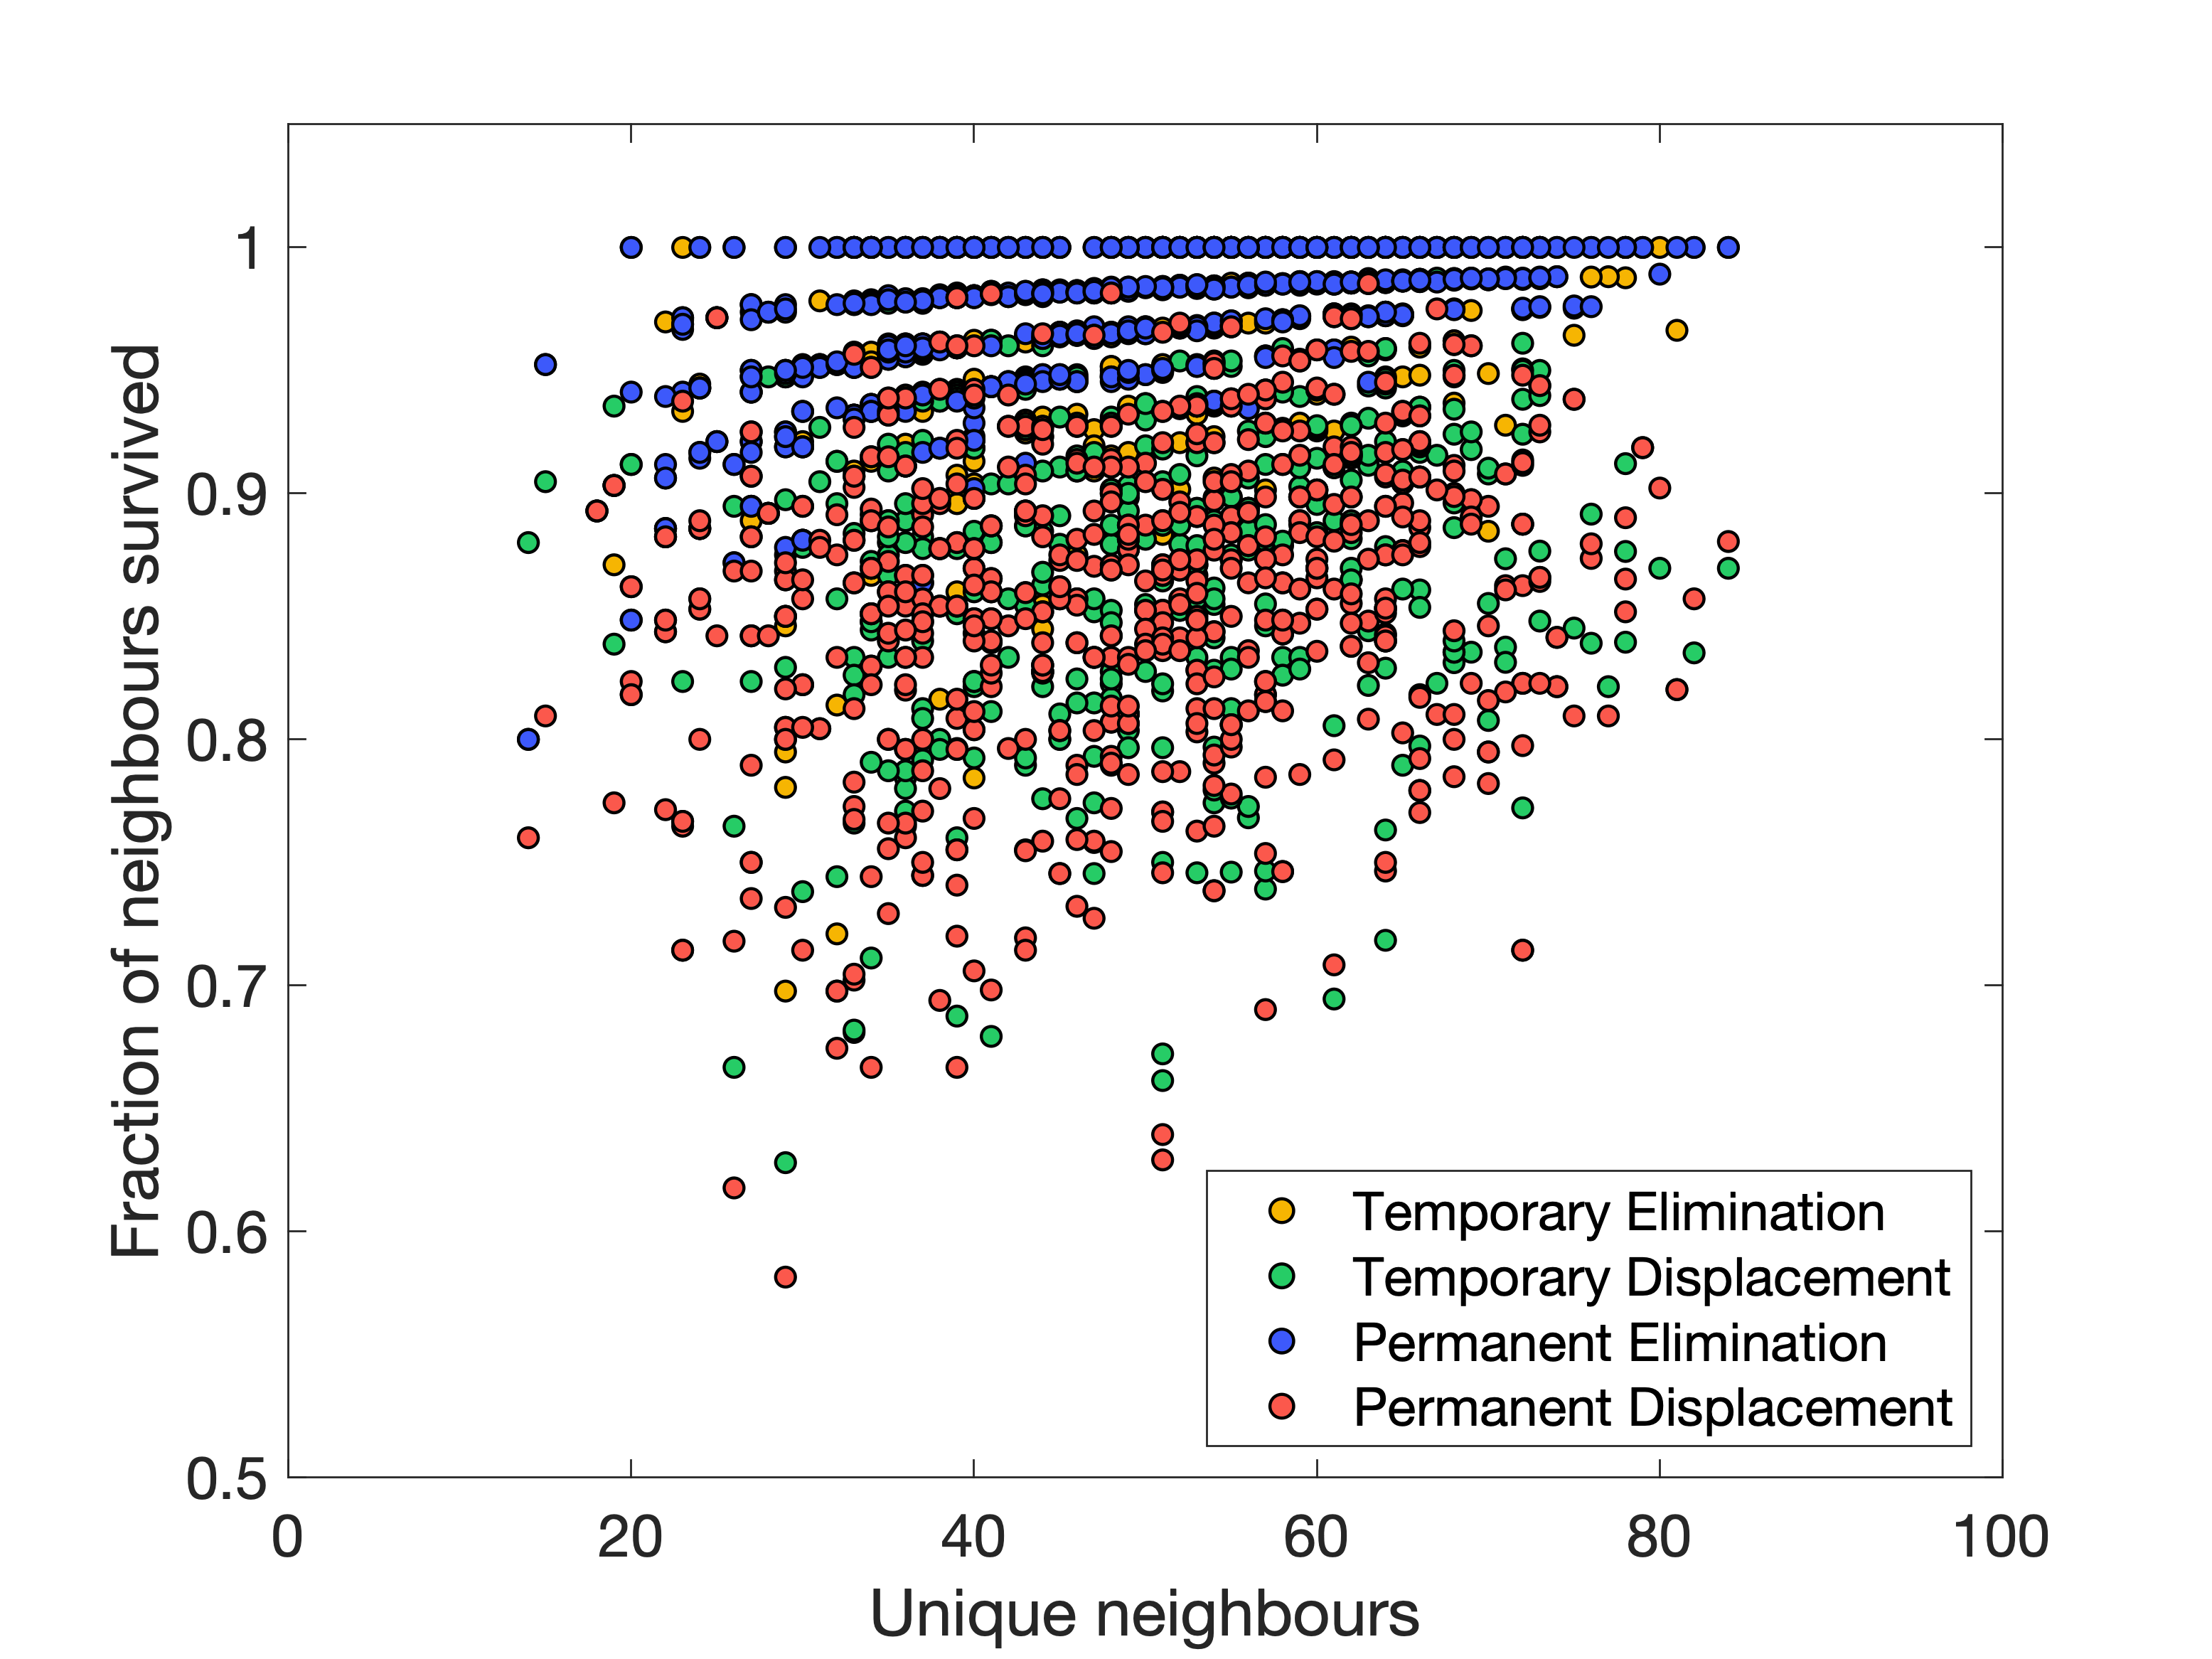 1
0.9
0.8
0.7
0.6
0.5
Fraction of neighbours survived
0
20
40
60
80
100
Unique neighbours
Temporary Elimination
Temporary Displacement
Permanent Elimination
Permanent Displacement